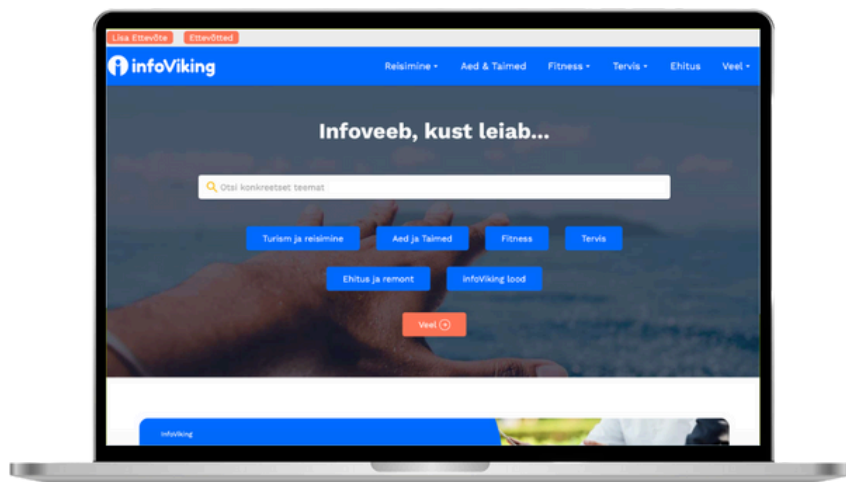 Lisa Ettevõte Ettevõtted
infoViking Reisimine Aed & Taimed Fitness Tervis Ehitus Veel
Infoveeb, kust leiab...
Otsi konkreetset teemat
Turism ja reisimine Aed ja Taimed Fitness Tervis
Ehitus ja remont infoViking lood
Veel
InfoViking